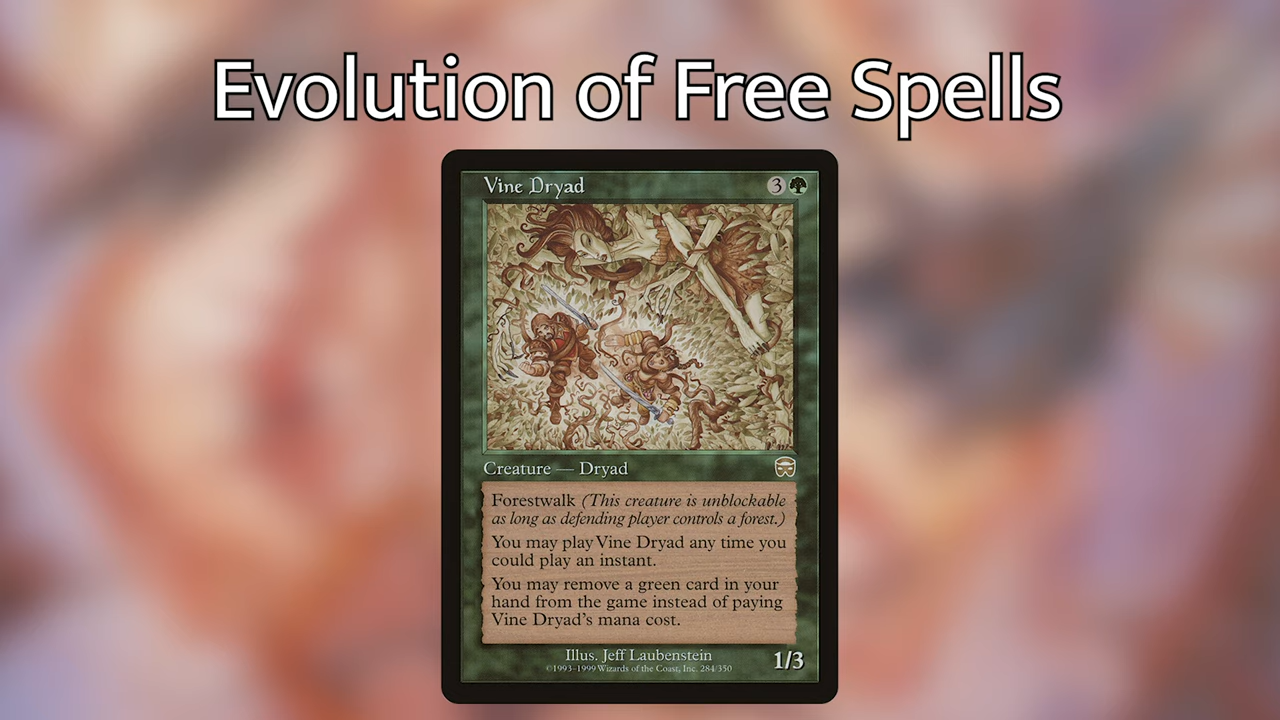 Evolution of Free Spells
Vine Dryad
3
Creature — Dryad
Forestwalk (This creature is unblockable
as long as defending player controls a forest.)
You may play Vine Dryad any time you
could play an instant.
You may remove a green card in your
hand from the game instead of paying
Vine Dryad's mana cost.
Illus. Jeff Laubenstein
©1993–1999 Wizards of the Coast, Inc. 284/350
1/3